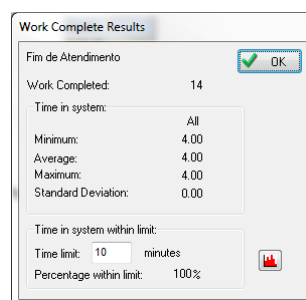 Work Complete Results
Fim de Atendimento
OK
Work Completed: 14
Time in system:
All
Minimum: 4.00
Average: 4.00
Maximum: 4.00
Standard Deviation: 0.00
Time in system within limit:
Time limit: 10 minutes
Percentage within limit: 100%